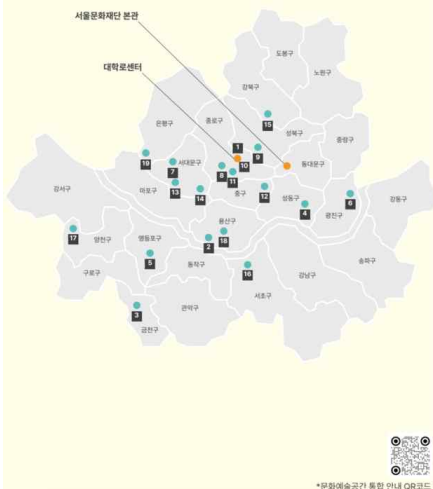 서울문화재단 본관
대학로센터
도봉구
노원구
강북구
15
은평구
종로구
성북구
중랑구
1
9
19
7
서대문구
8
10
11
동대문구
강서구
마포구
13
14
중구
12
성동구
4
광진구
6
강동구
용산구
17
양천구
영등포구
2
18
5
동작구
16
구로구
강남구
송파구
서초구
관악구
3
금천구
*문화예술공간 통합 안내 QR코드